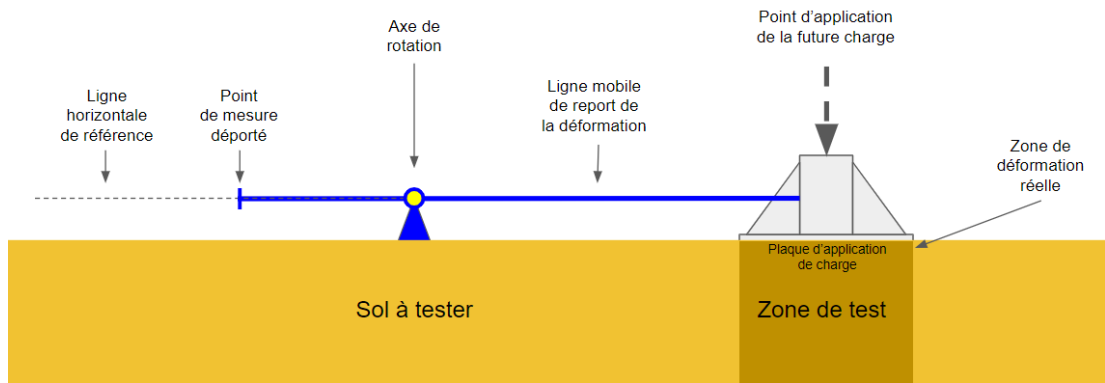 Axe de
rotation
Point d'application
de la future charge
Ligne
horizontale
de référence
Point
de mesure
déporté
Ligne mobile
de report de
la déformation
Zone de
déformation
réelle
Plaque d'application
de charge
Sol à tester
Zone de test